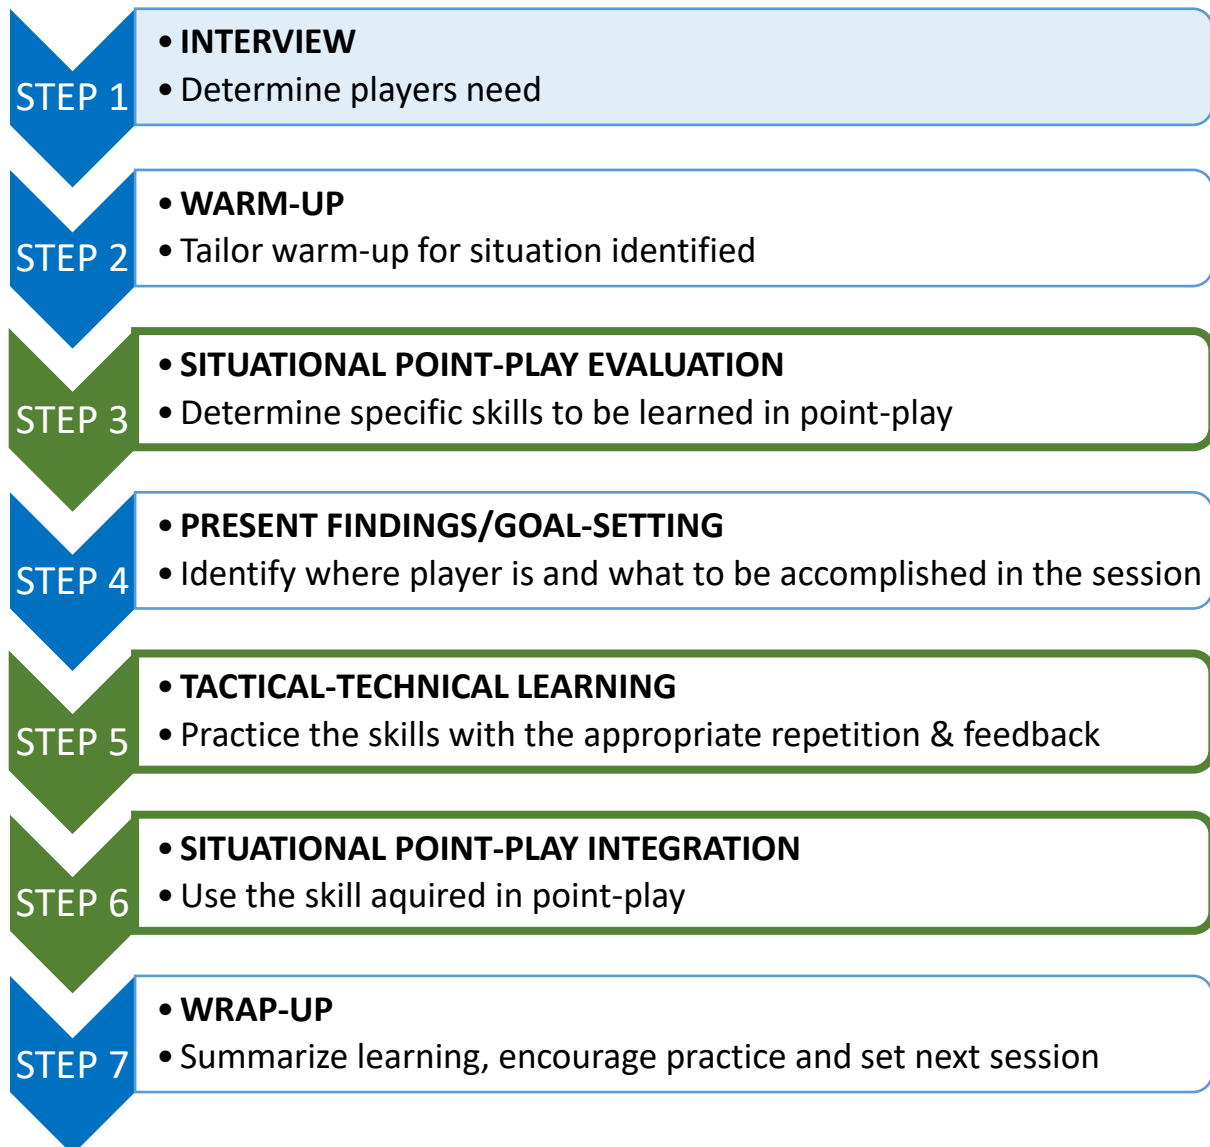 STEP 1
• INTERVIEW
• Determine players need
STEP 2
• WARM-UP
• Tailor warm-up for situation identified
STEP 3
• SITUATIONAL POINT-PLAY EVALUATION
• Determine specific skills to be learned in point-play
STEP 4
• PRESENT FINDINGS/GOAL-SETTING
• Identify where player is and what to be accomplished in the session
STEP 5
• TACTICAL-TECHNICAL LEARNING
• Practice the skills with the appropriate repetition & feedback
STEP 6
• SITUATIONAL POINT-PLAY INTEGRATION
• Use the skill aquired in point-play
STEP 7
• WRAP-UP
• Summarize learning, encourage practice and set next session